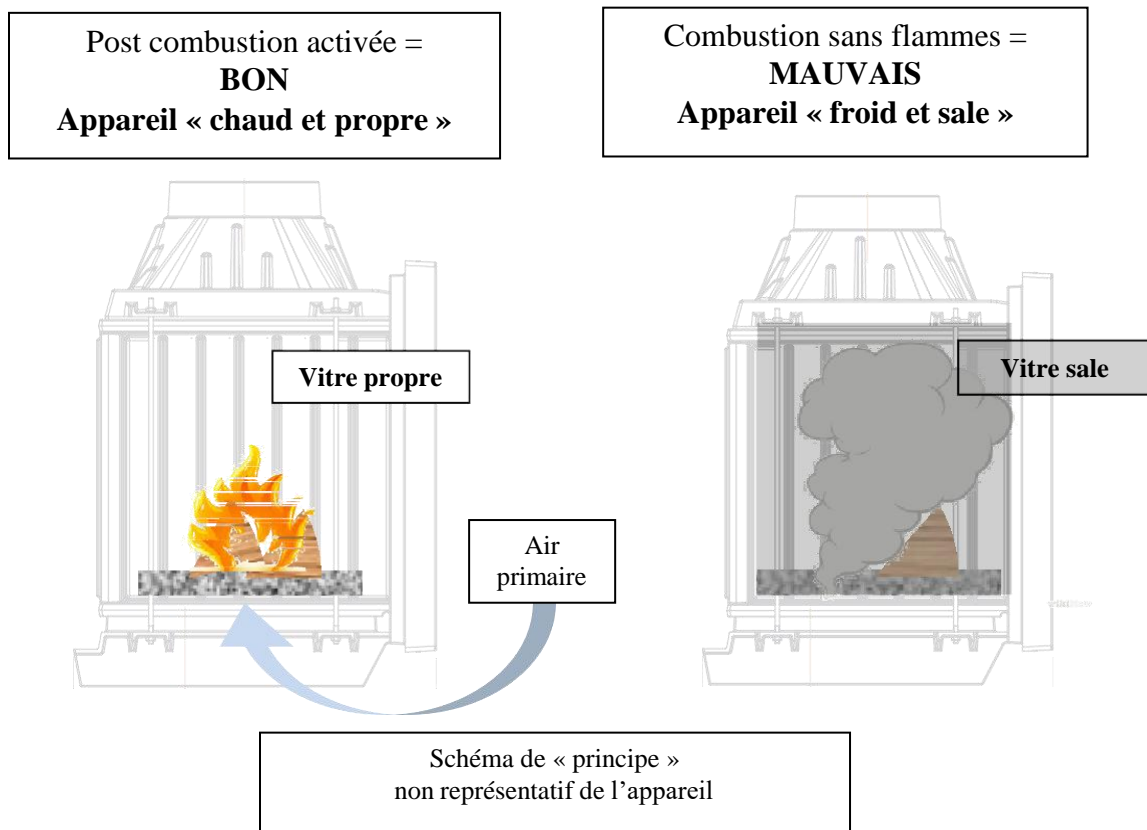 Post combustion activée =
BON
Appareil « chaud et propre »
Combustion sans flammes =
MAUVAIS
Appareil « froid et sale »
Vitre propre
Vitre sale
Air
primaire
Schéma de « principe »
non représentatif de l’appareil